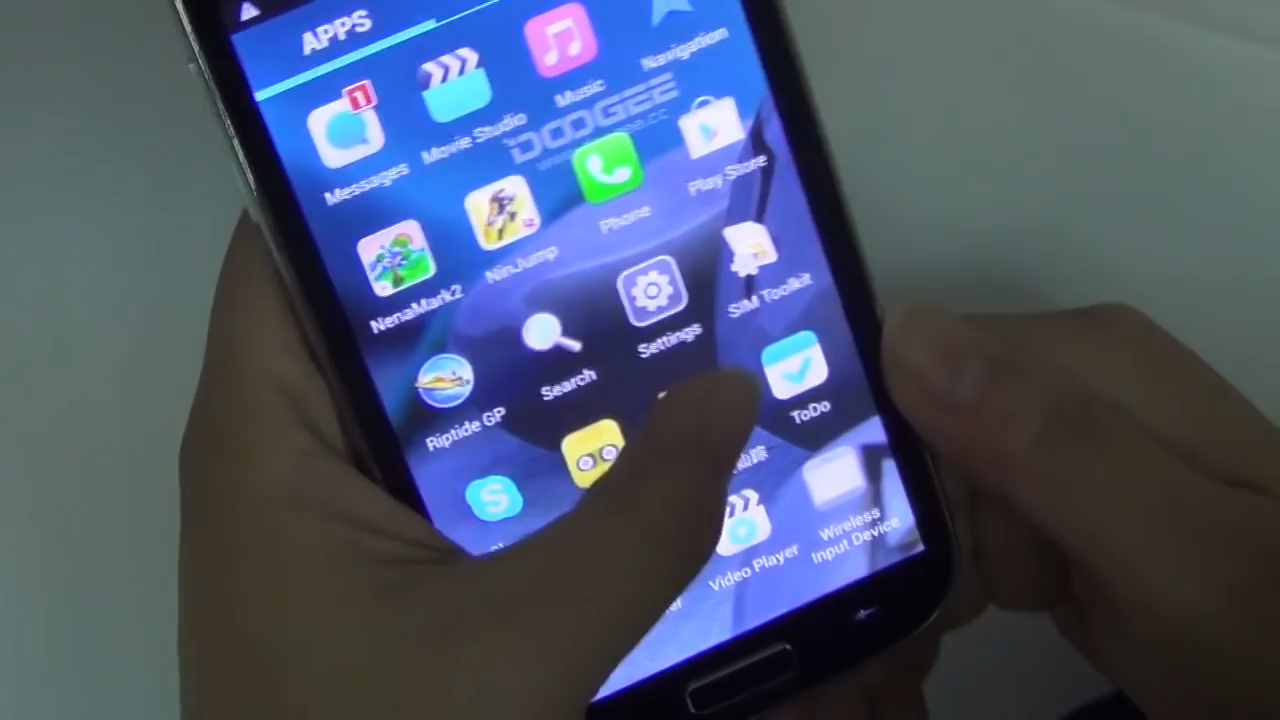 APPS
1
Messages
Movie Studio
Music
Navigation
DOOGEE
NenaMark2
NinJump
Phone
Play Store
Riptide GP
Search
Settings
SIM Toolkit
S
ToDo
Video Player
Wireless
Input Device